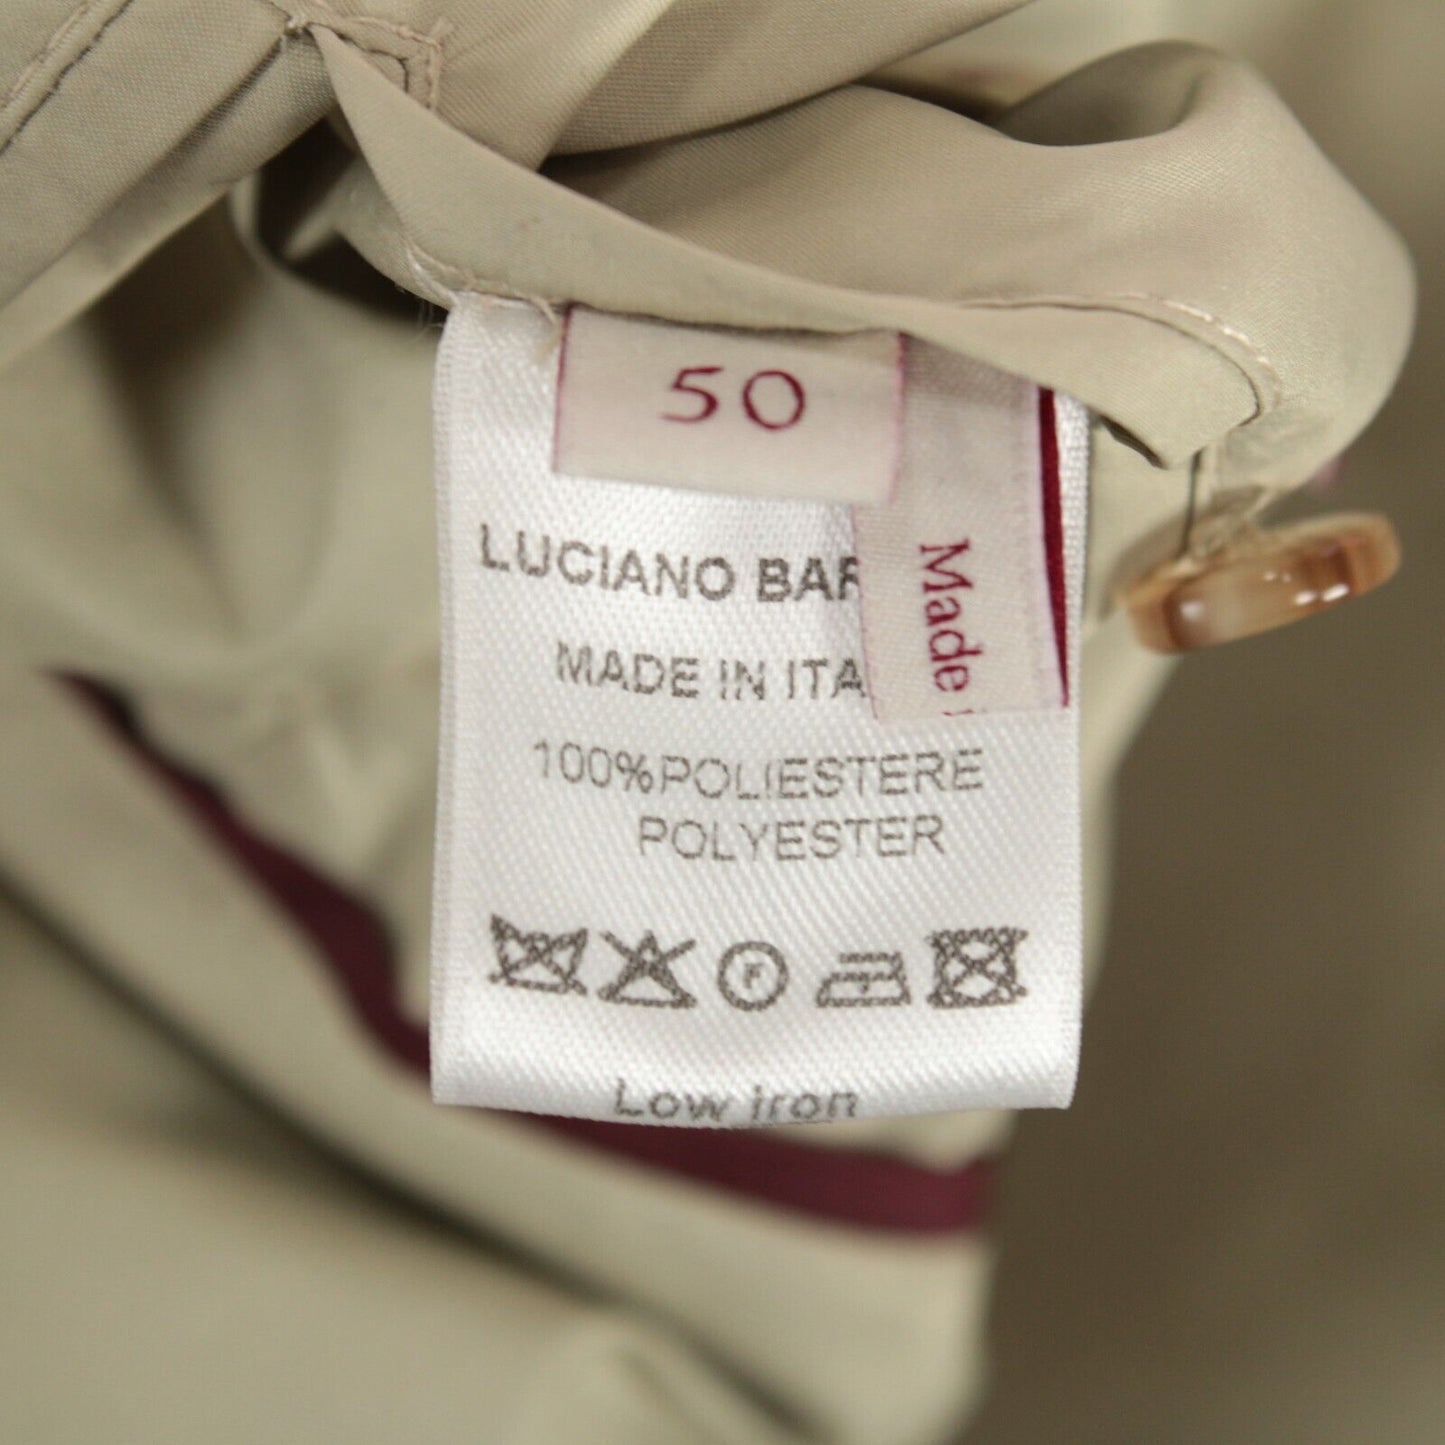 50
LUCIANO BAR
Made
MADE IN ITA
100%POLIESTERE
POLYESTER
F
Low iron